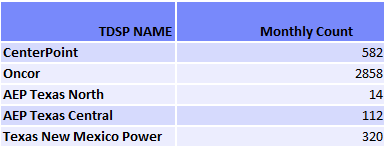 TDSP NAME Monthly Count
CenterPoint 582
Oncor 2858
AEP Texas North 14
AEP Texas Central 112
Texas New Mexico Power 320